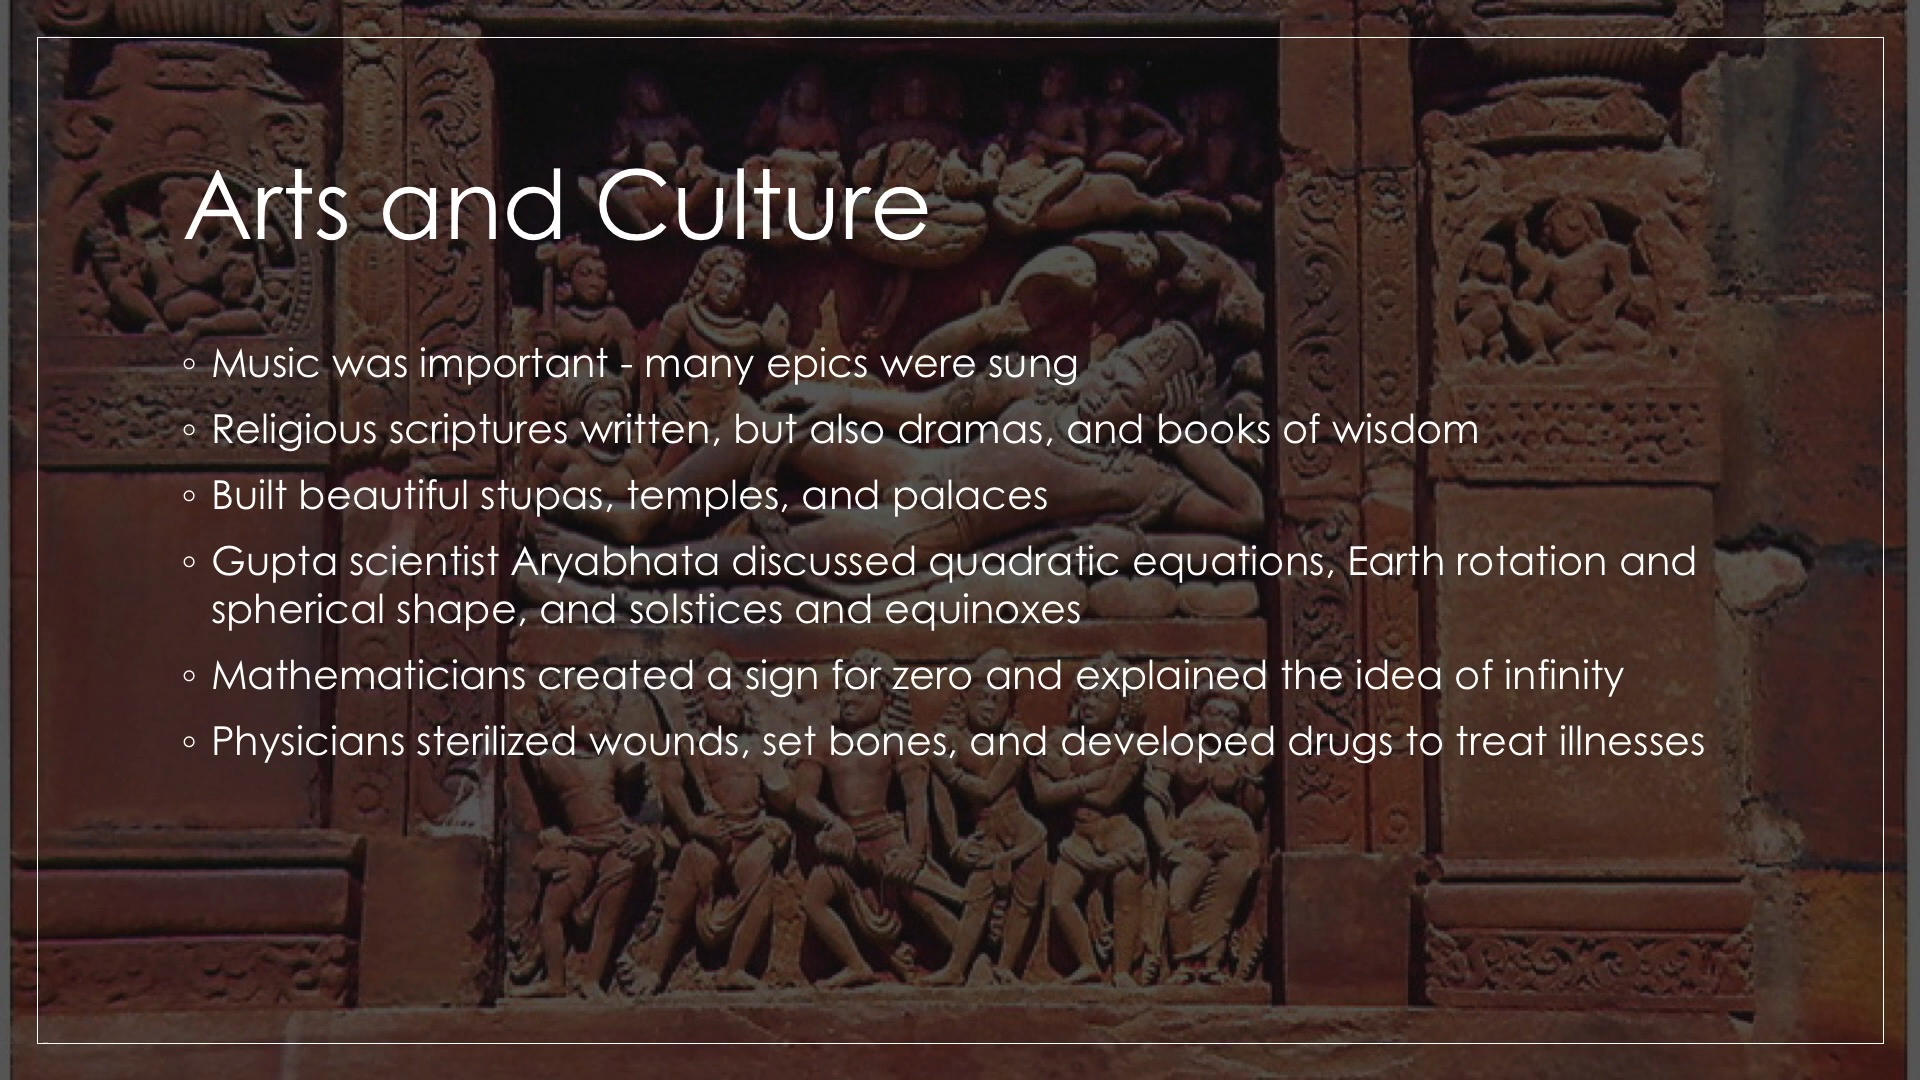 Arts and Culture
◦ Music was important - many epics were sung
◦ Religious scriptures written, but also dramas, and books of wisdom
◦ Built beautiful stupas, temples, and palaces
◦ Gupta scientist Aryabhata discussed quadratic equations, Earth rotation and
spherical shape, and solstices and equinoxes
◦ Mathematicians created a sign for zero and explained the idea of infinity
◦ Physicians sterilized wounds, set bones, and developed drugs to treat illnesses